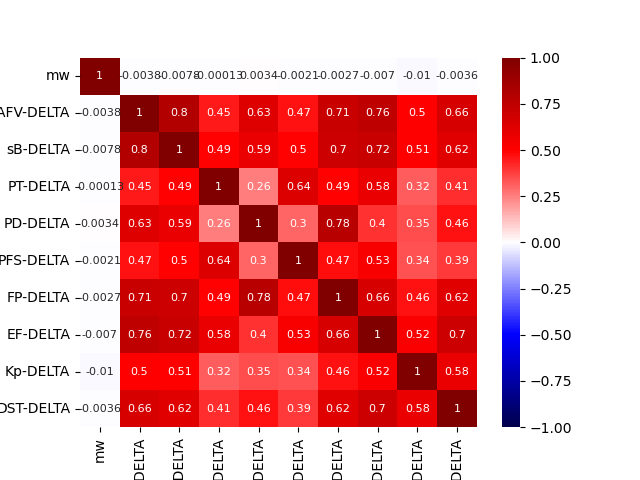 mw 1 -0.0038 -0.0078 -0.00013 0.0034 -0.0021 -0.0027 -0.007 -0.01 -0.0036
AFV-DELTA -0.0038 1 0.8 0.45 0.63 0.47 0.71 0.76 0.5 0.66
sB-DELTA -0.0078 0.8 1 0.49 0.59 0.5 0.7 0.72 0.51 0.62
PT-DELTA -0.00013 0.45 0.49 1 0.26 0.64 0.49 0.58 0.32 0.41
PD-DELTA -0.0034 0.63 0.59 0.26 1 0.3 0.78 0.4 0.35 0.46
PFS-DELTA -0.0021 0.47 0.5 0.64 0.3 1 0.47 0.53 0.34 0.39
FP-DELTA -0.0027 0.71 0.7 0.49 0.78 0.47 1 0.66 0.46 0.62
EF-DELTA -0.007 0.76 0.72 0.58 0.4 0.53 0.66 1 0.52 0.7
Kp-DELTA -0.01 0.5 0.51 0.32 0.35 0.34 0.46 0.52 1 0.58
DST-DELTA -0.0036 0.66 0.62 0.41 0.46 0.39 0.62 0.7 0.58 1
mw DELTA DELTA DELTA DELTA DELTA DELTA DELTA DELTA DELTA
1.00
0.75
0.50
0.25
0.00
−0.25
−0.50
−0.75
−1.00